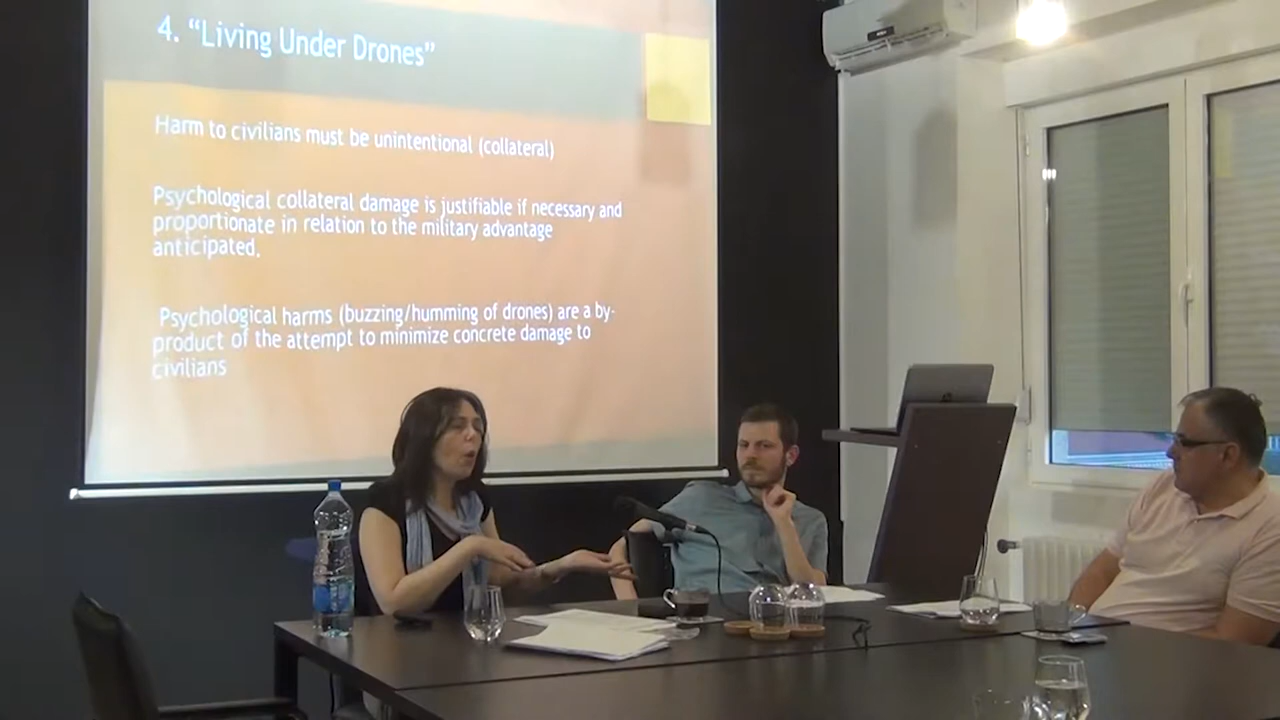 4. “Living Under Drones”
Harm to civilians must be unintentional (collateral)
Psychological collateral damage is justifiable if necessary and
proportionate in relation to the military advantage
anticipated.
Psychological harms (buzzing/humming of drones) are a by-
product of the attempt to minimize concrete damage to
civilians